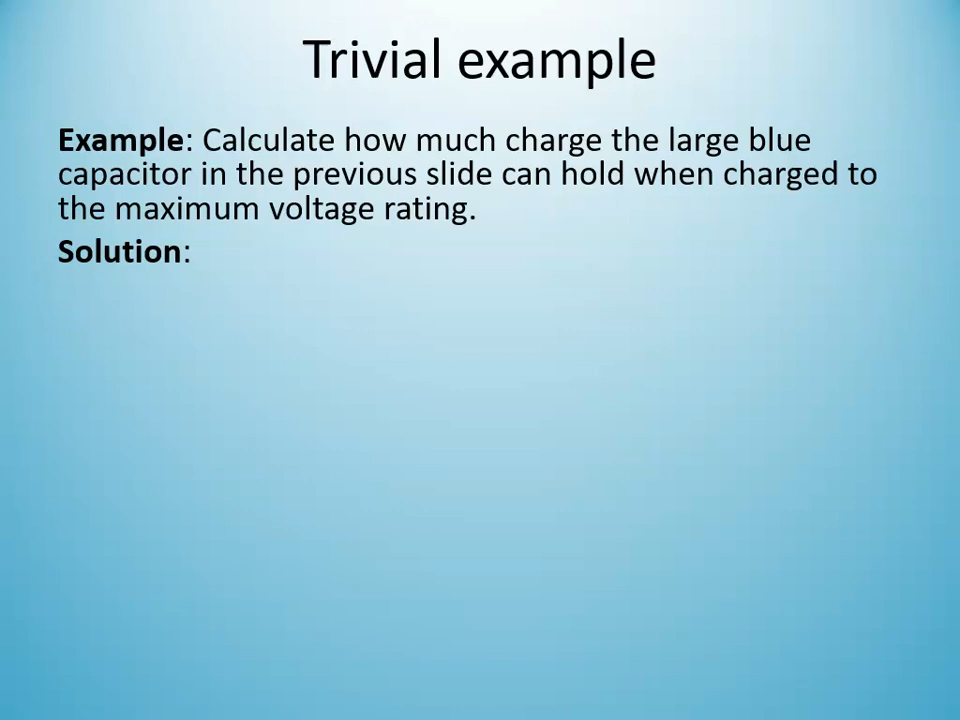 Trivial example
Example: Calculate how much charge the large blue
capacitor in the previous slide can hold when charged to
the maximum voltage rating.
Solution: